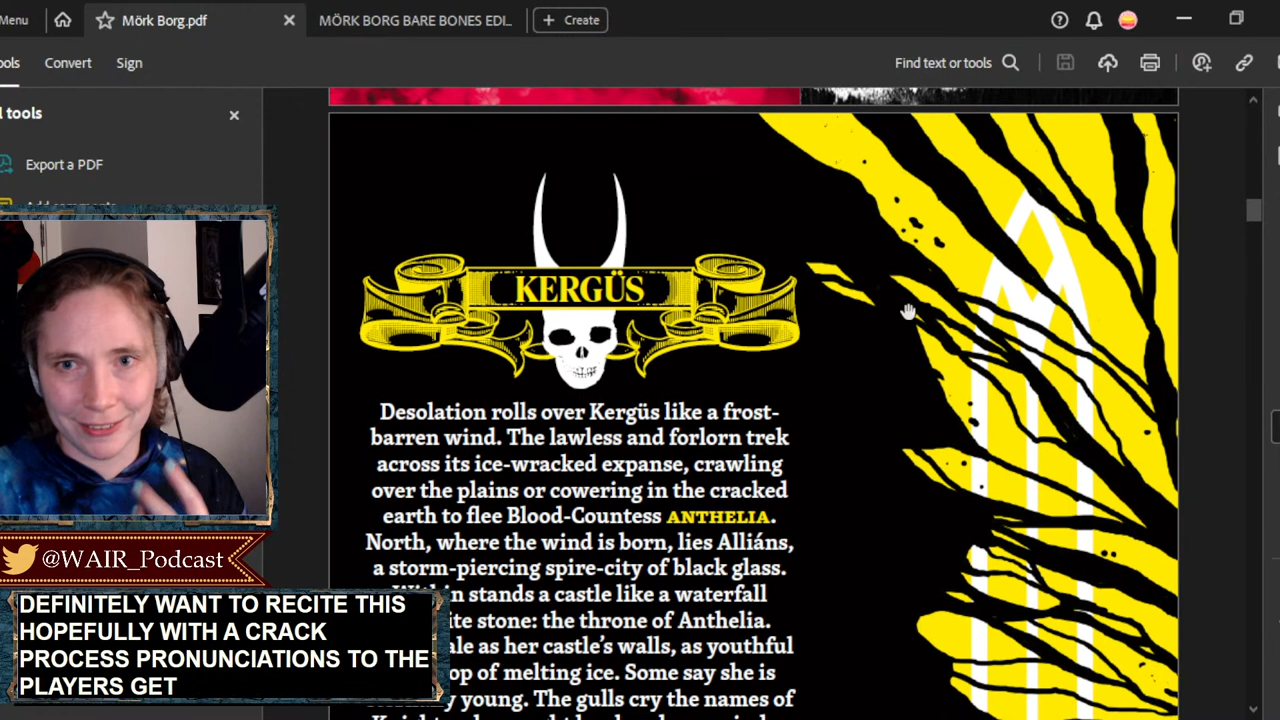 Menu
Mörk Borg.pdf
MÖRK BORG BARE BONES EDI...
Create
Convert
Sign
Find text or tools
tools
Export a PDF
KERGÜS
Desolation rolls over Kergüs like a frost-
barren wind. The lawless and forlorn trek
across its ice-wracked expanse, crawling
over the plains or cowering in the cracked
earth to flee Blood-Countess ANTHELIA.
North, where the wind is born, lies Alliáns,
a storm-piercing spire-city of black glass.
stands a castle like a waterfall
stone: the throne of Anthelia.
as her castle's walls, as youthful
of melting ice. Some say she is
young. The gulls cry the names of
@WAIR_Podcast
DEFINITELY WANT TO RECITE THIS
HOPEFULLY WITH A CRACK
PROCESS PRONUNCIATIONS TO THE
PLAYERS GET